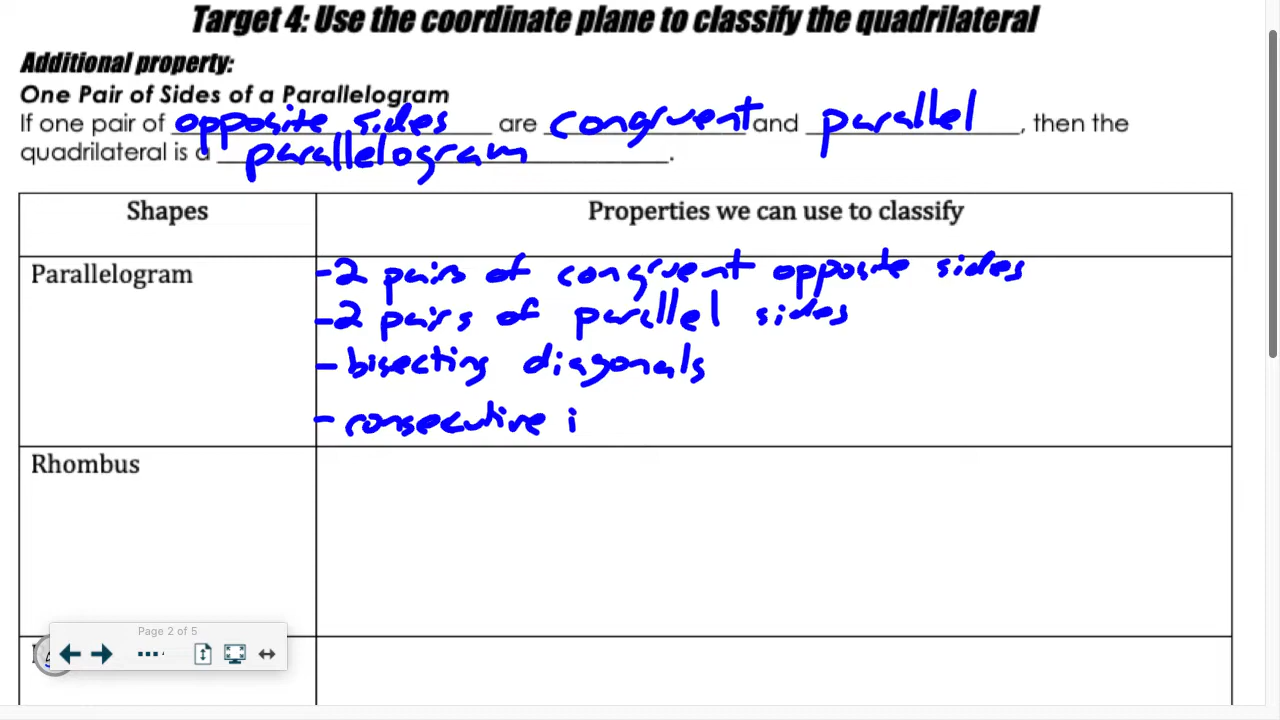 Target 4: Use the coordinate plane to classify the quadrilateral
Additional property:
One Pair of Sides of a Parallelogram
If one pair of opposite sides are congruent and parallel, then the
quadrilateral is a parallelogram.
Shapes
Properties we can use to classify
Parallelogram
-2 pairs of congruent opposite sides
-2 pairs of parallel sides
- bisecting diagonals
- consecutive i
Rhombus
Page 2 of 5